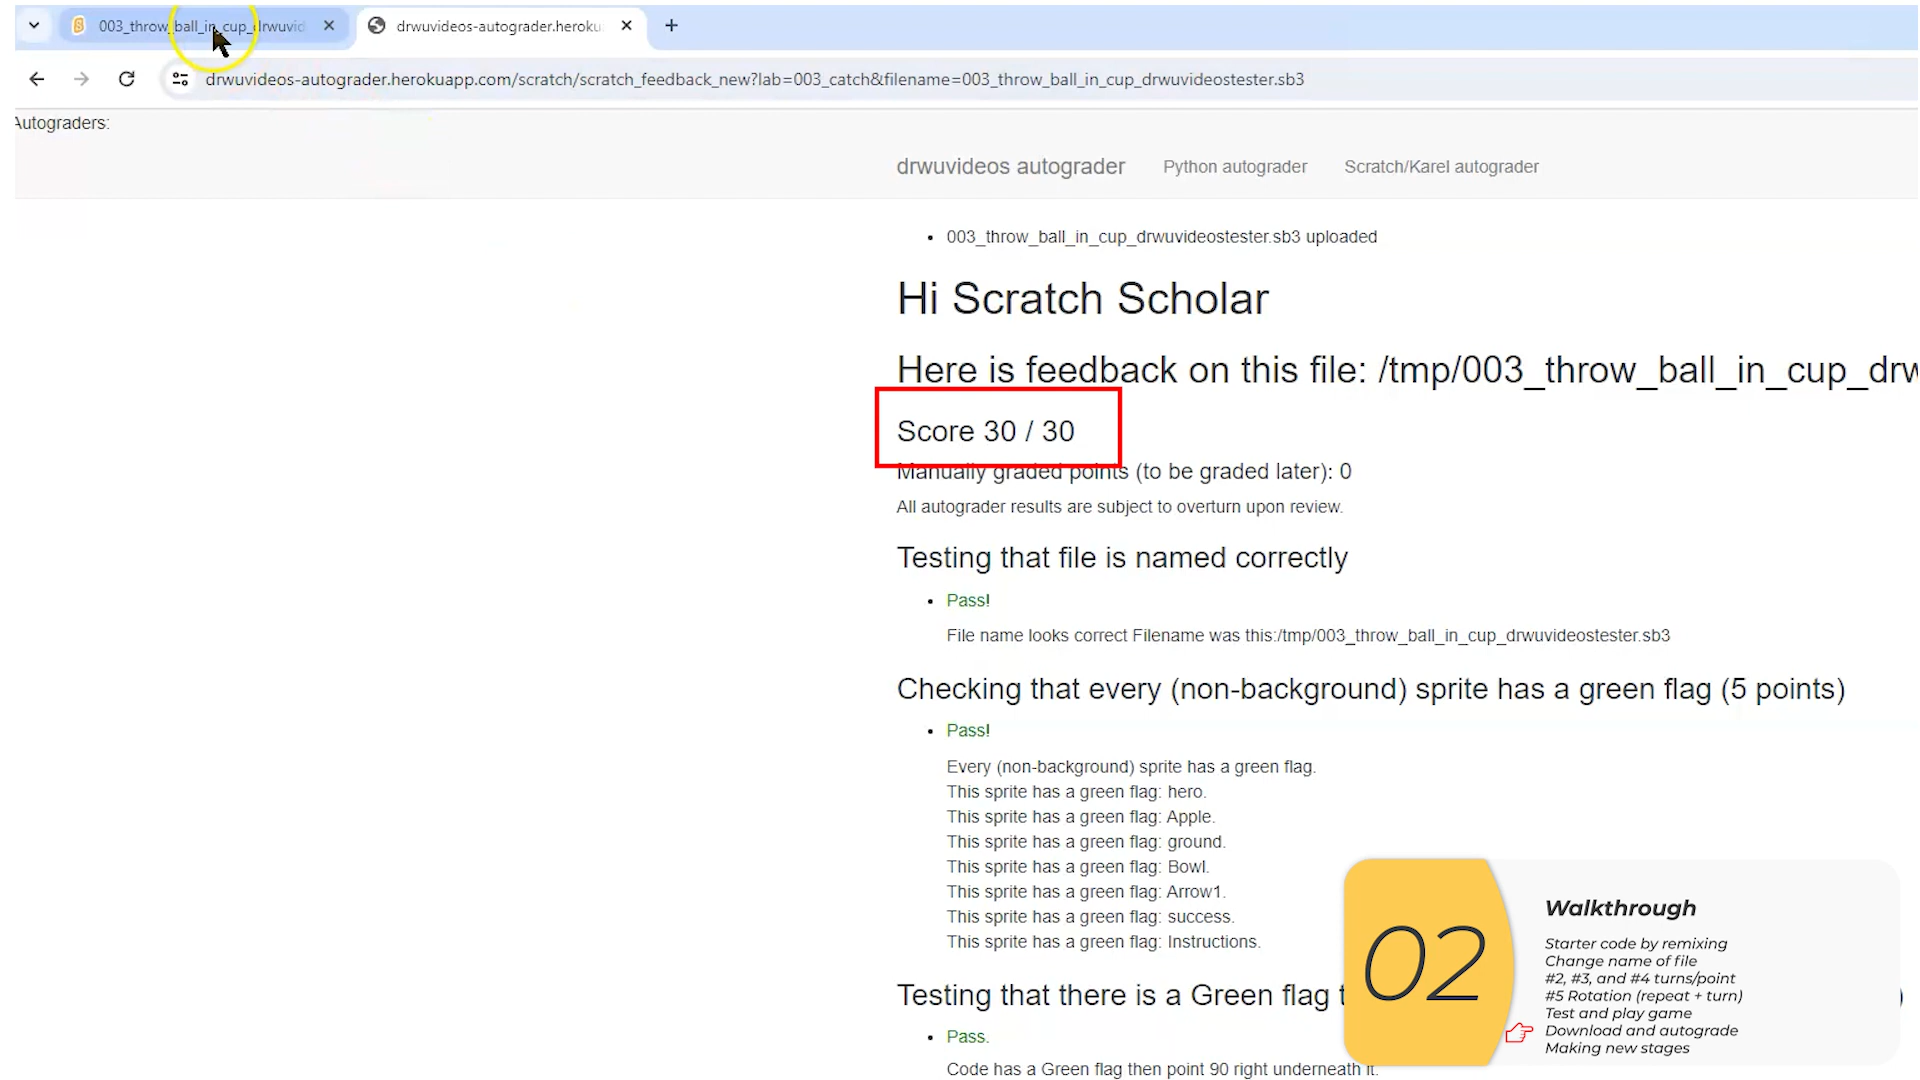 003_throw_ball_in_cup_drwuvid
drwuvideos-autograder.heroku
drwuvideos-autograder.herokuapp.com/scratch/scratch_feedback_new?lab=003_catch&filename=003_throw_ball_in_cup_drwuvideostester.sb3
Autograders:
drwuvideos autograder Python autograder Scratch/Karel autograder
• 003_throw_ball_in_cup_drwuvideostester.sb3 uploaded
Hi Scratch Scholar
Here is feedback on this file: /tmp/003_throw_ball_in_cup_drw
Score 30 / 30
Manually graded points (to be graded later): 0
All autograder results are subject to overturn upon review.
Testing that file is named correctly
• Pass!
File name looks correct Filename was this:/tmp/003_throw_ball_in_cup_drwuvideostester.sb3
Checking that every (non-background) sprite has a green flag (5 points)
• Pass!
Every (non-background) sprite has a green flag.
This sprite has a green flag: hero.
This sprite has a green flag: Apple.
This sprite has a green flag: ground.
This sprite has a green flag: Bowl.
This sprite has a green flag: Arrow1.
This sprite has a green flag: success.
This sprite has a green flag: Instructions.
Testing that there is a Green flag t
• Pass.
Code has a Green flag then point 90 right underneath it.
02
Walkthrough
Starter code by remixing
Change name of file
#2, #3, and #4 turns/point
#5 Rotation (repeat + turn)
Test and play game
Download and autograde
Making new stages